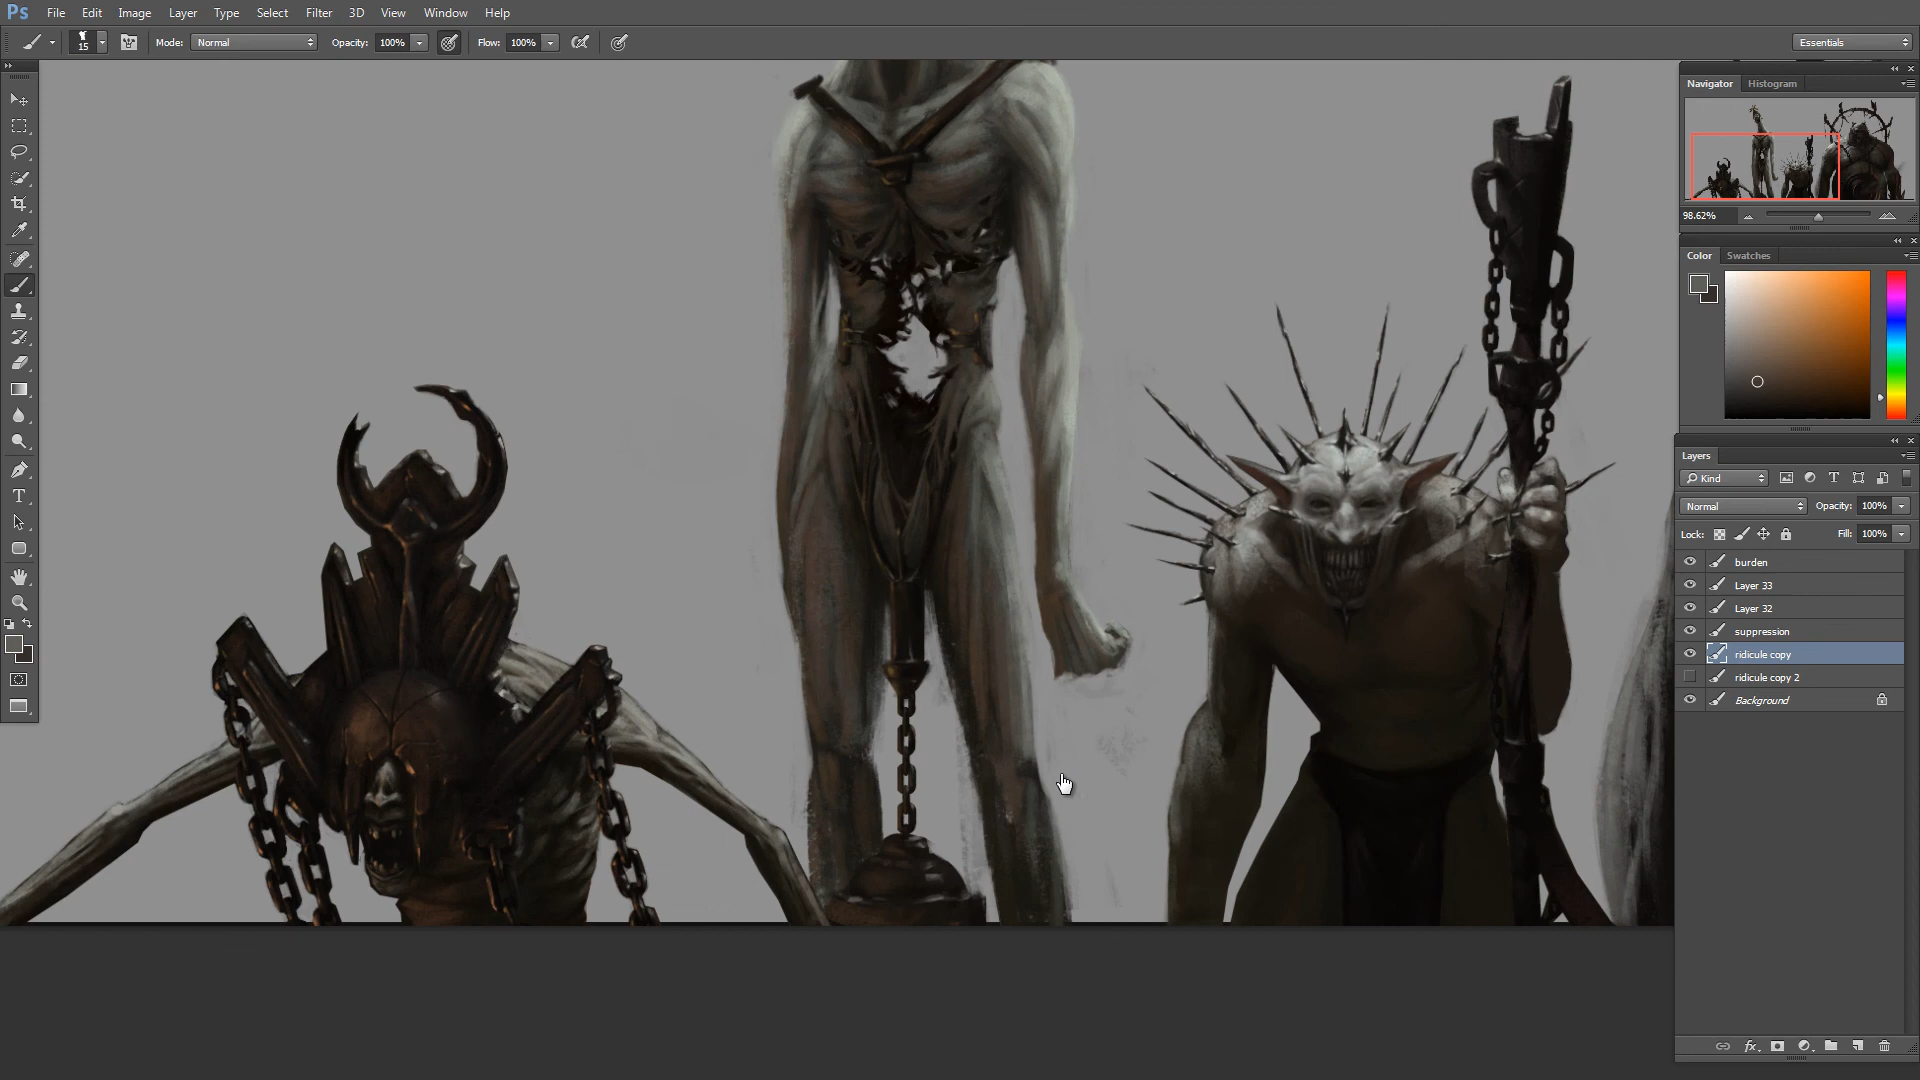 Ps File Edit Image Layer Type Select Filter 3D View Window Help
15 Mode: Normal Opacity: 100% Flow: 100% Essentials
Navigator Histogram
98.62%
Color Swatches
Layers
Kind T
Normal Opacity: 100%
Lock: Fill: 100%
burden
Layer 33
Layer 32
suppression
ridicule copy
ridicule copy 2
Background
fx
T